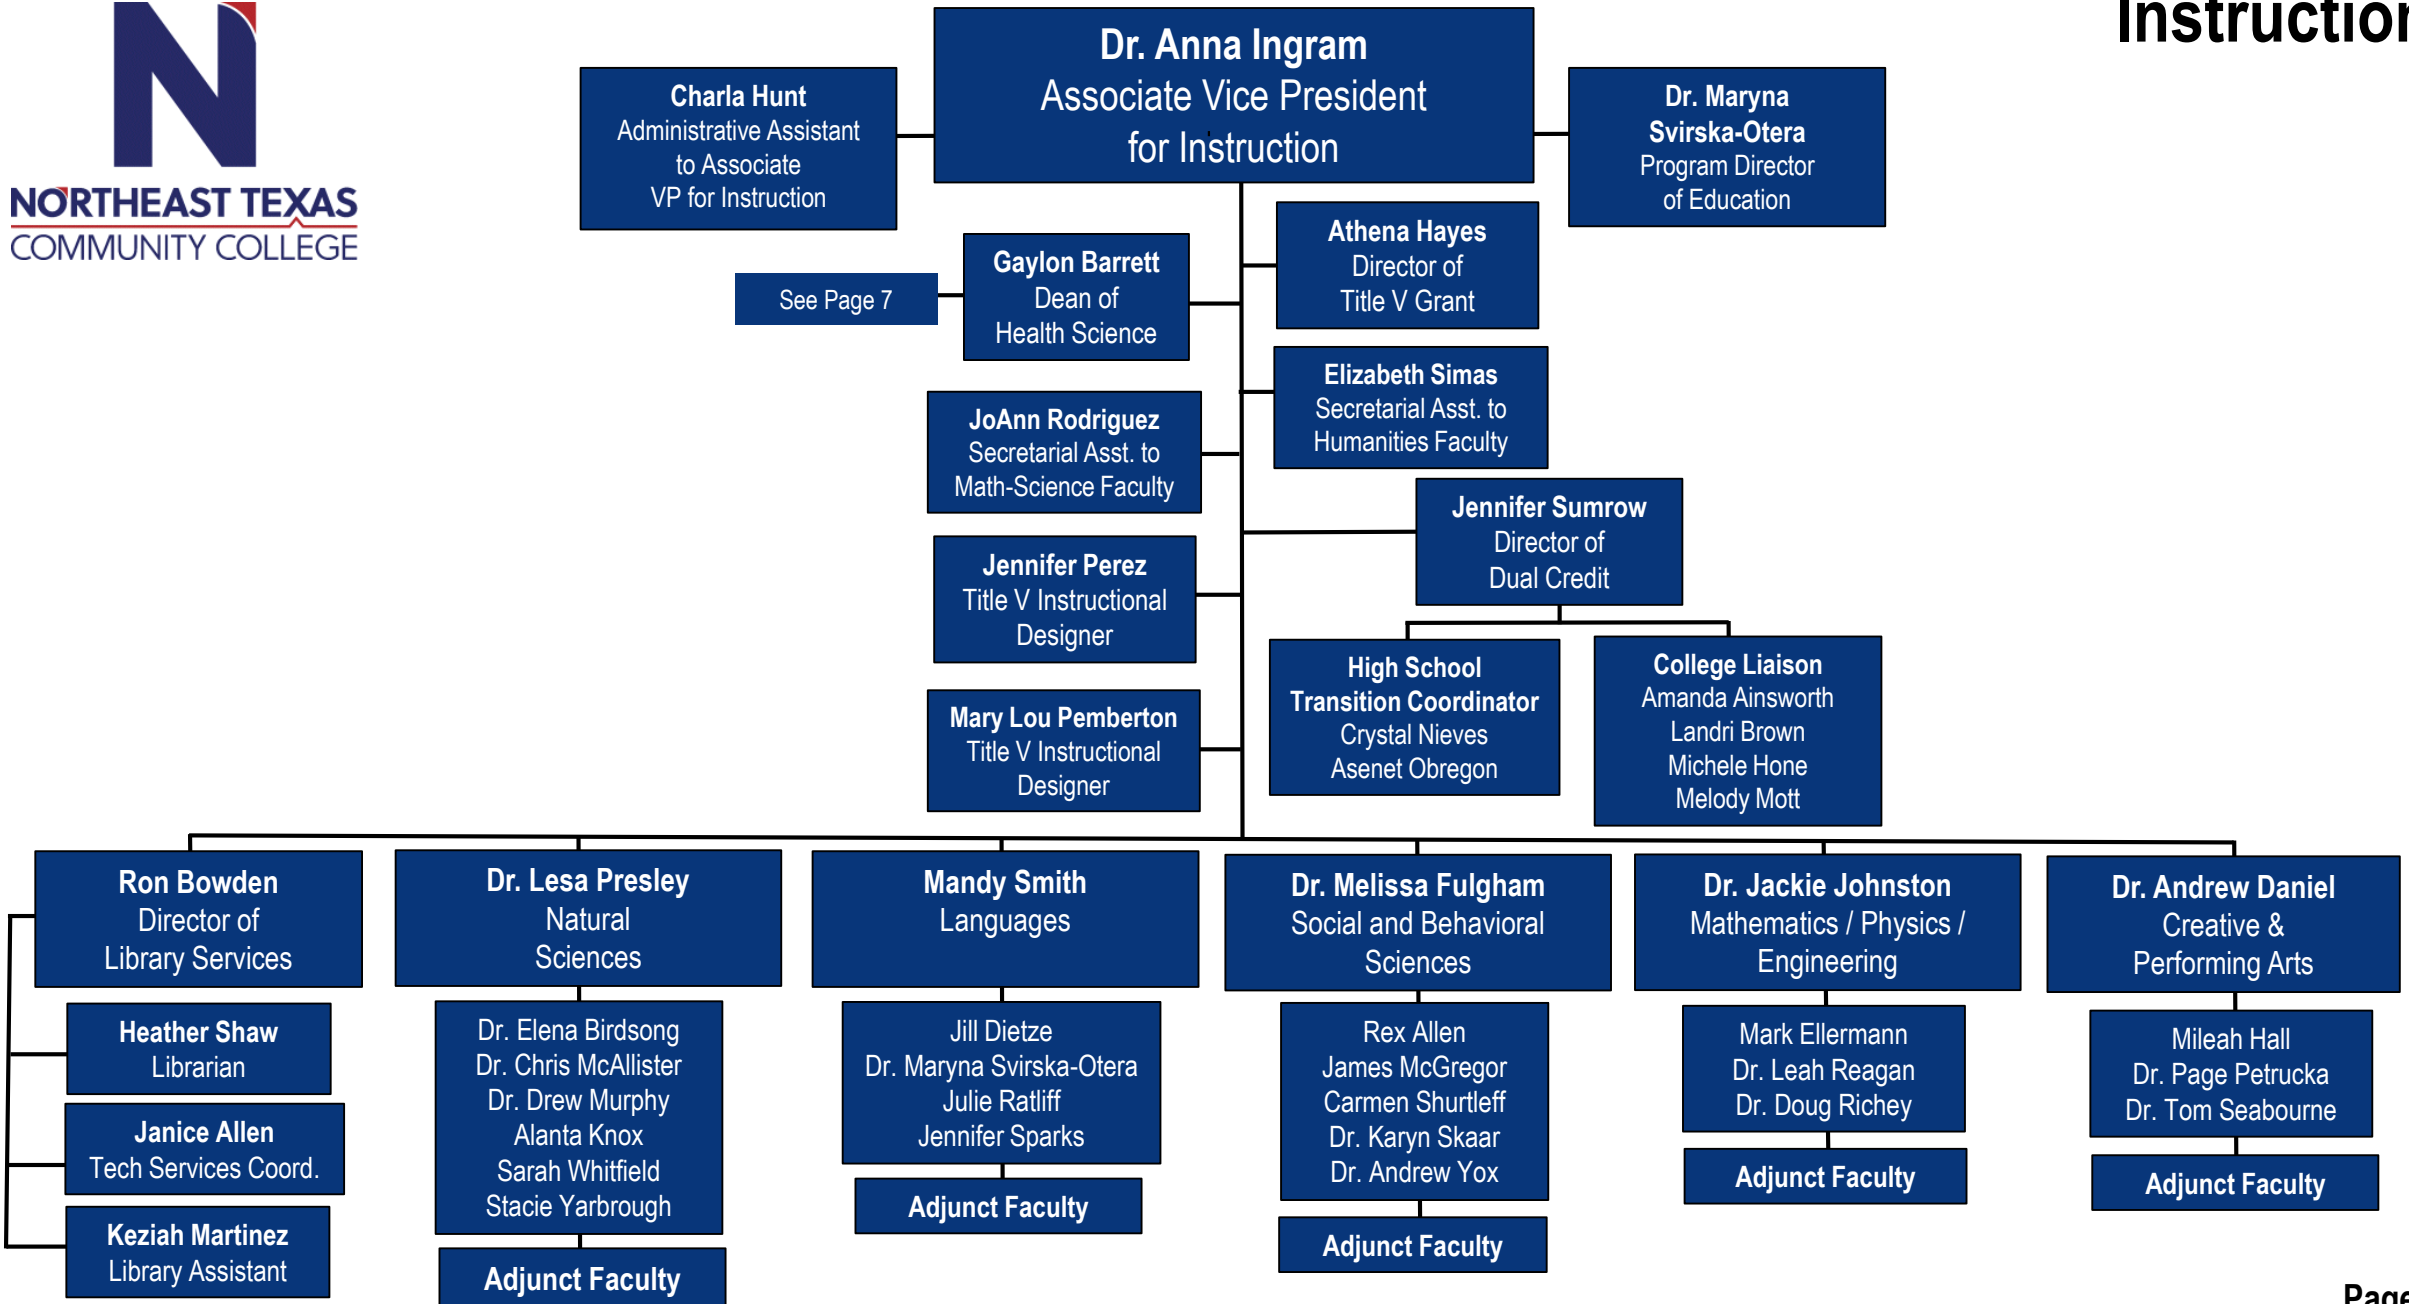 NORTHEAST TEXAS
COMMUNITY COLLEGE
Instruction
Dr. Anna Ingram
Associate Vice President
for Instruction
Charla Hunt
Administrative Assistant
to Associate
VP for Instruction
Dr. Maryna
Svirska-Otera
Program Director
of Education
Athena Hayes
Director of
Title V Grant
Gaylon Barrett
Dean of
Health Science
See Page 7
Elizabeth Simas
Secretarial Asst. to
Humanities Faculty
JoAnn Rodriguez
Secretarial Asst. to
Math-Science Faculty
Jennifer Sumrow
Director of
Dual Credit
Jennifer Perez
Title V Instructional
Designer
High School
Transition Coordinator
Crystal Nieves
Asenet Obregon
College Liaison
Amanda Ainsworth
Landri Brown
Michele Hone
Melody Mott
Mary Lou Pemberton
Title V Instructional
Designer
Ron Bowden
Director of
Library Services
Heather Shaw
Librarian
Janice Allen
Tech Services Coord.
Keziah Martinez
Library Assistant
Dr. Lesa Presley
Natural
Sciences
Dr. Elena Birdsong
Dr. Chris McAllister
Dr. Drew Murphy
Alanta Knox
Sarah Whitfield
Stacie Yarbrough
Adjunct Faculty
Mandy Smith
Languages
Jill Dietze
Dr. Maryna Svirska-Otera
Julie Ratliff
Jennifer Sparks
Adjunct Faculty
Dr. Melissa Fulgham
Social and Behavioral
Sciences
Rex Allen
James McGregor
Carmen Shurtleff
Dr. Karyn Skaar
Dr. Andrew Yox
Adjunct Faculty
Dr. Jackie Johnston
Mathematics / Physics /
Engineering
Mark Ellermann
Dr. Leah Reagan
Dr. Doug Richey
Adjunct Faculty
Dr. Andrew Daniel
Creative &
Performing Arts
Mileah Hall
Dr. Page Petrucka
Dr. Tom Seabourne
Adjunct Faculty
Page